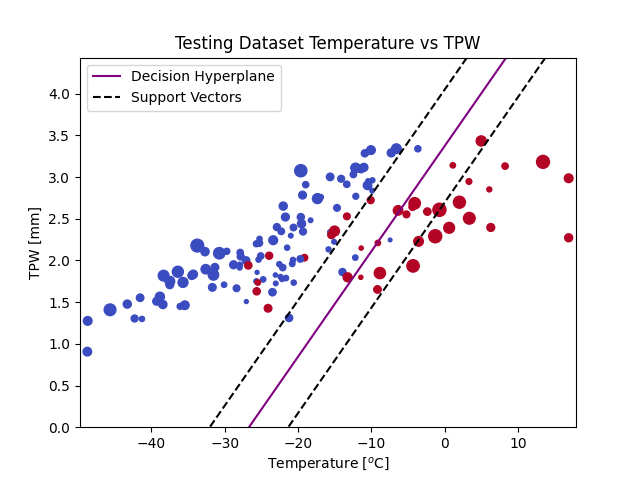 Testing Dataset Temperature vs TPW
Decision Hyperplane
Support Vectors
TPW [mm]
4.0
3.5
3.0
2.5
2.0
1.5
1.0
0.5
0.0
−40 −30 −20 −10 0 10
Temperature [°C]